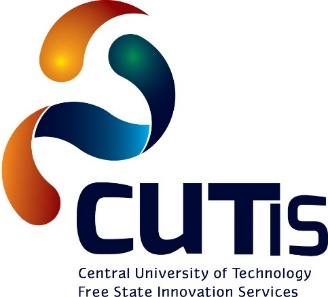 CUTis
Central University of Technology
Free State Innovation Services